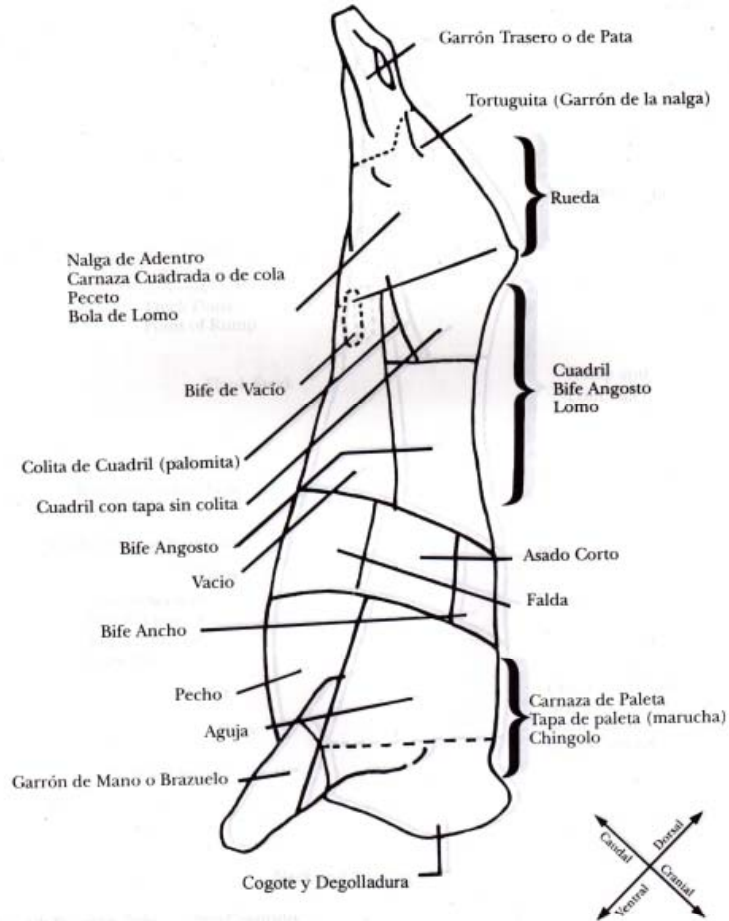 Garrón Trasero o de Pata
Tortuguita (Garrón de la nalga)
Rueda
Nalga de Adentro
Carnaza Cuadrada o de cola
Peceto
Bola de Lomo
Bife de Vacío
Cuadril
Bife Angosto
Lomo
Colita de Cuadril (palomita)
Cuadril con tapa sin colita
Bife Angosto
Vacio
Asado Corto
Falda
Bife Ancho
Pecho
Aguja
Carnaza de Paleta
Tapa de paleta (marucha)
Chingolo
Garrón de Mano o Brazuelo
Cogote y Degolladura
Caudal
Dorsal
Ventral
Cranial